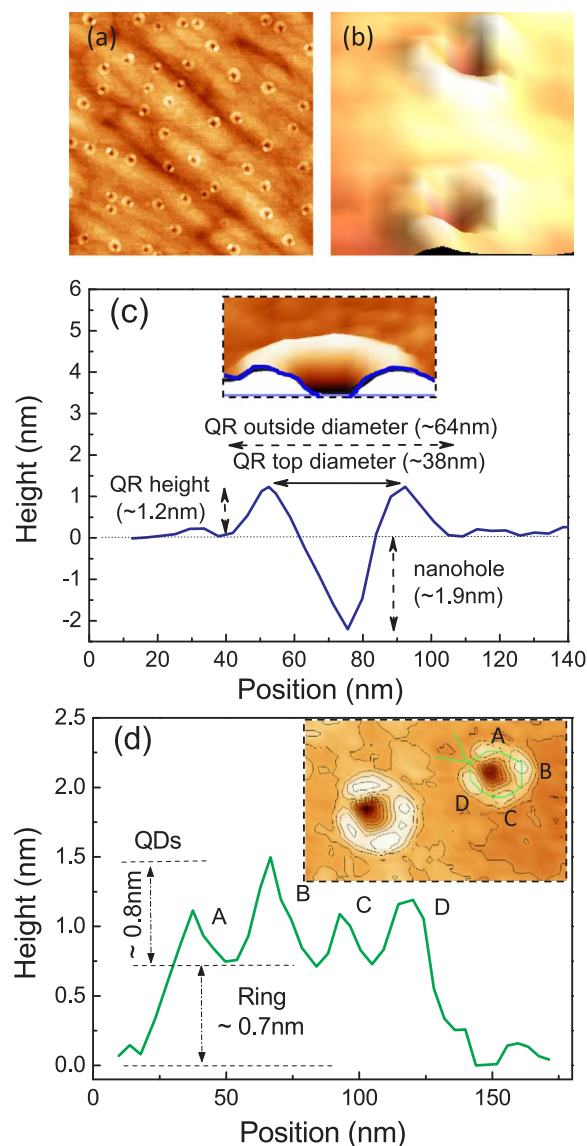 (a)
(b)
(c)
6
5
4
3
2
1
0
-1
-2
Height (nm)
QR outside diameter (~64nm)
QR top diameter (~38nm)
QR height
(~1.2nm)
nanohole
(~1.9nm)
0 20 40 60 80 100 120 140
Position (nm)
(d)
2.5
2.0
1.5
1.0
0.5
0.0
Height (nm)
A
B
D
C
QDs
~ 0.8nm
A
B
C
D
Ring
~ 0.7nm
0 50 100 150
Position (nm)